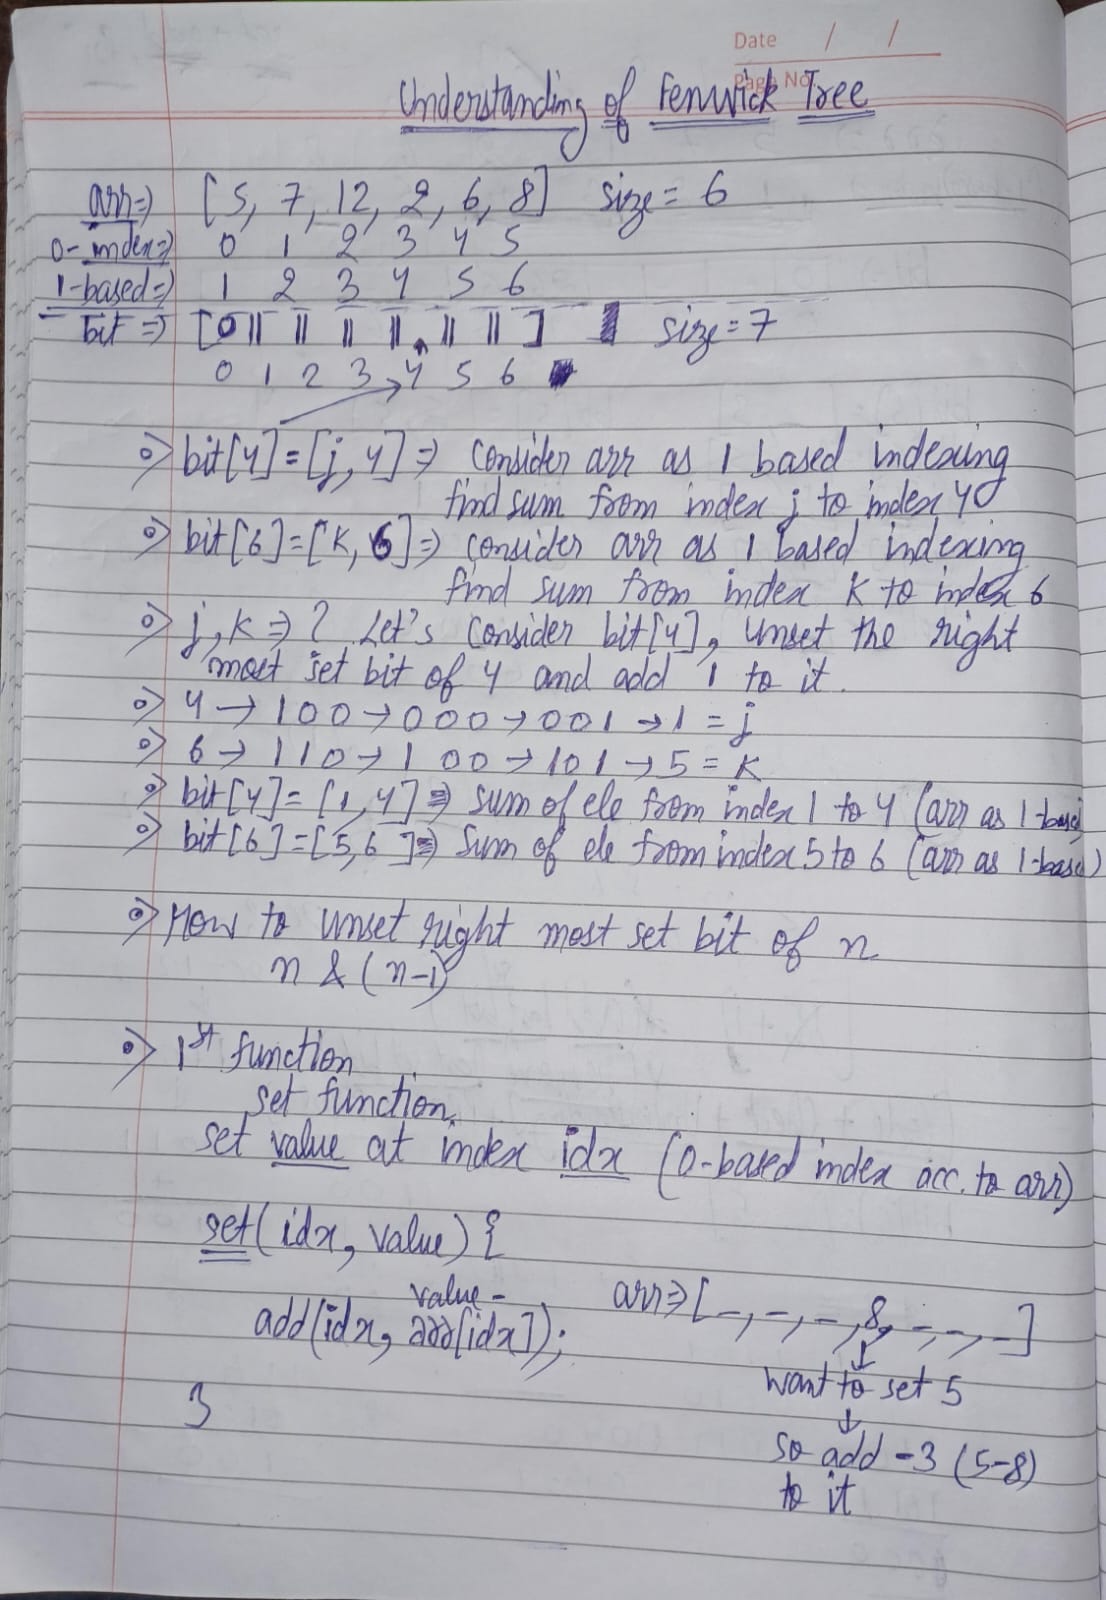 Date / /
Page No.
Understanding of Fenwick Tree
arr⇒ [5, 7, 12, 2, 6, 8] size = 6
0-index⇒ 0 1 2 3 4 5
1-based⇒ 1 2 3 4 5 6
bit ⇒ [0|| || || || || || ] size = 7
0 1 2 3 4 5 6
bit[4] = [j, 4] ⇒ consider arr as 1 based indexing
find sum from index j to index 4
bit[6] = [k, 6] ⇒ consider arr as 1 based indexing
find sum from index k to index 6
j, k ⇒ ? Let's consider bit[4], unset the right
most set bit of 4 and add 1 to it.
4 → 100 → 000 → 001 → 1 = j
6 → 110 → 100 → 101 → 5 = k
bit[4] = [1, 4] ⇒ sum of ele from index 1 to 4 (arr as 1-based
bit[6] = [5, 6] ⇒ sum of ele from index 5 to 6 (arr as 1-based)
How to unset right most set bit of n
n & (n-1)
1st function
set function.
set value at index idx (0-based index acc. to arr)
set(idx, value) {
value - arr⇒ [-, -, -, 8, -, -, -]
add(idx, arr[idx]);
want to set 5
}
so add -3 (5-8)
to it